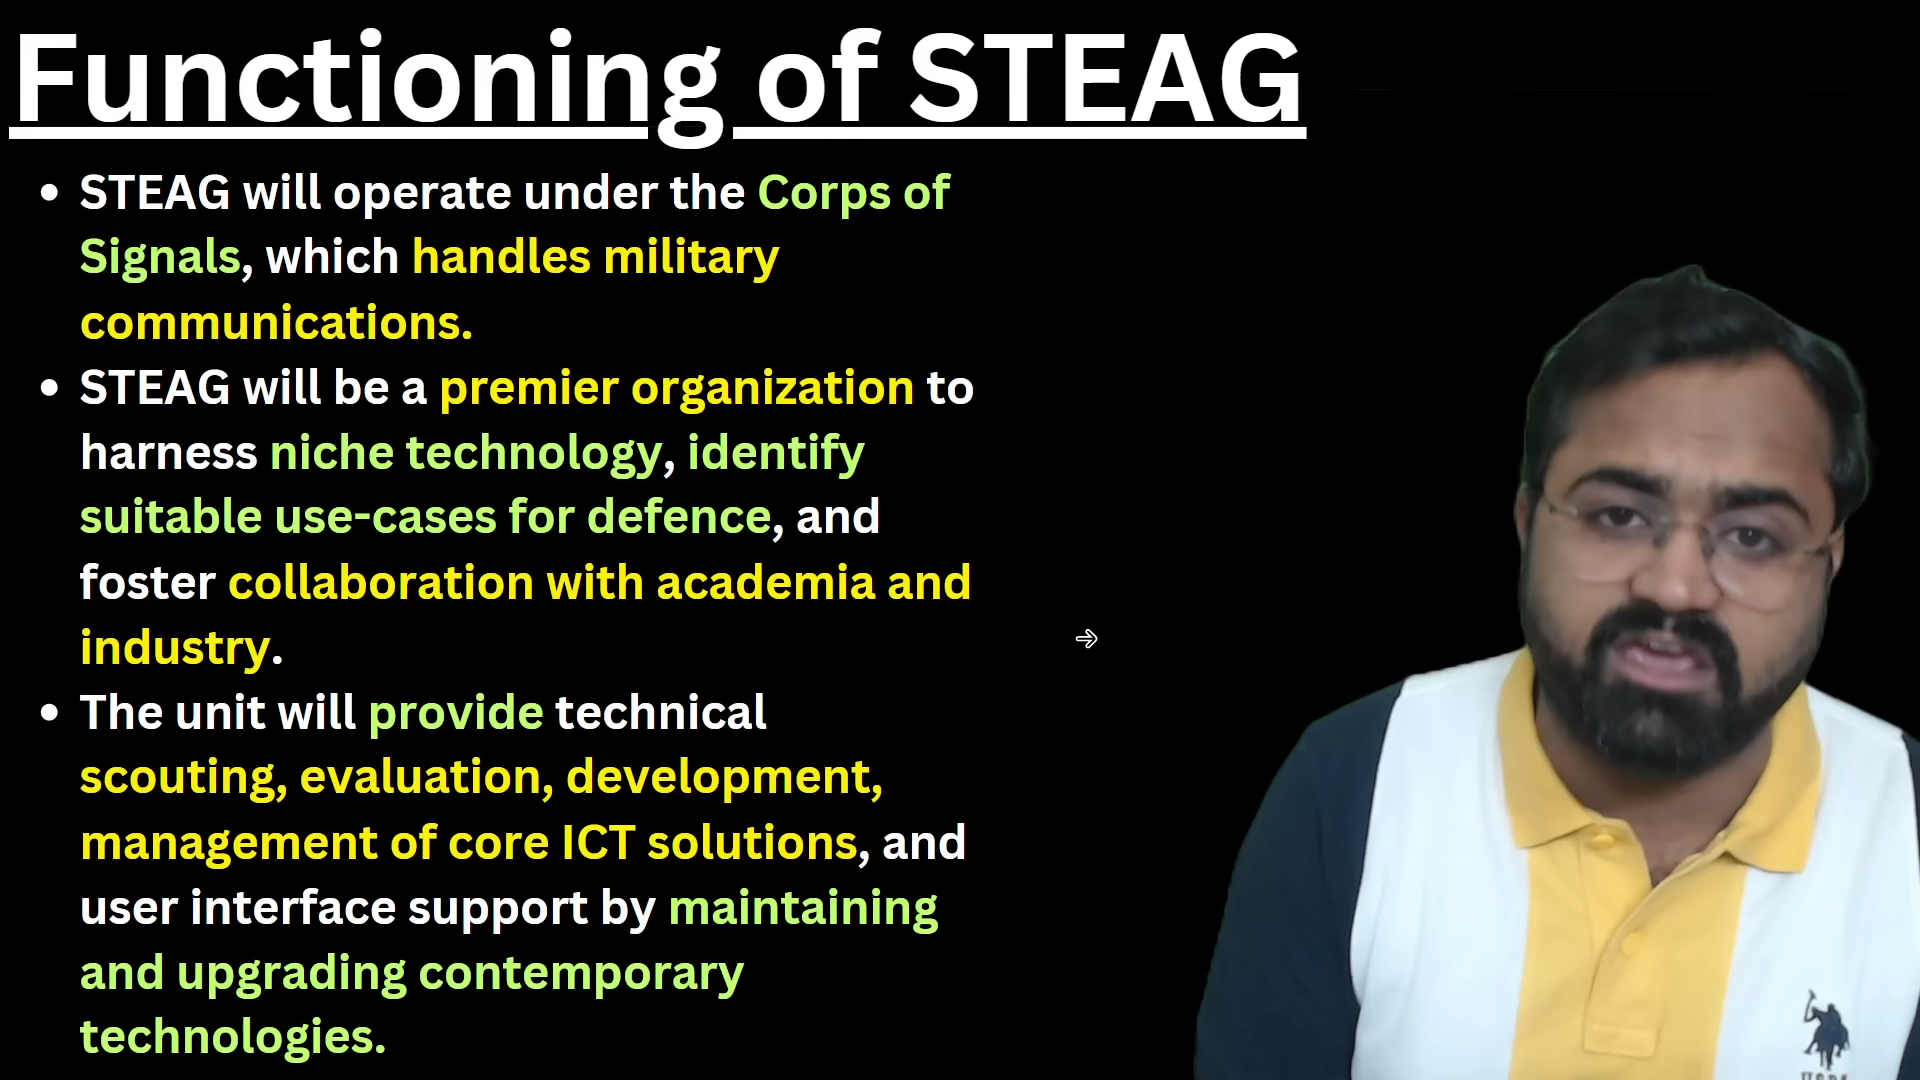 Functioning of STEAG
• STEAG will operate under the Corps of
Signals, which handles military
communications.
• STEAG will be a premier organization to
harness niche technology, identify
suitable use-cases for defence, and
foster collaboration with academia and
industry.
• The unit will provide technical
scouting, evaluation, development,
management of core ICT solutions, and
user interface support by maintaining
and upgrading contemporary
technologies.